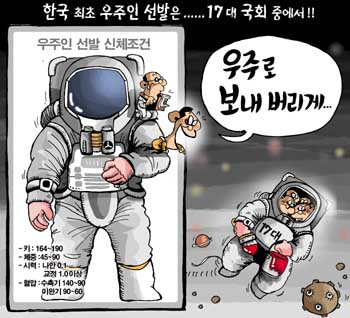 한국 최초 우주인 선발은 ...... 17대 국회 중에서 !!
우주인 선발 신체조건
우주로
보내 버리게...
17대
- 키 : 164~190
- 체중 : 45~90
- 시력 : 나안 0.1
교정 1.0 이상
- 혈압 : 수축기 140~90
이완기 90~60